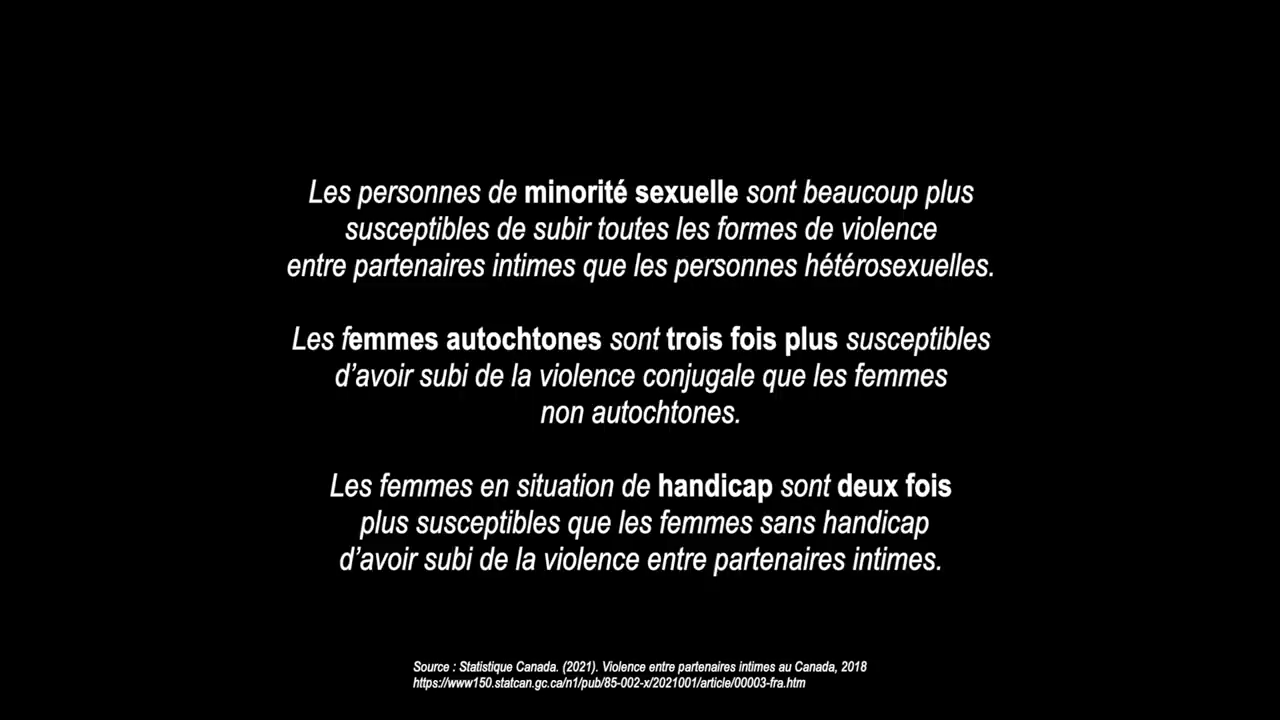 Les personnes de minorité sexuelle sont beaucoup plus
susceptibles de subir toutes les formes de violence
entre partenaires intimes que les personnes hétérosexuelles.
Les femmes autochtones sont trois fois plus susceptibles
d’avoir subi de la violence conjugale que les femmes
non autochtones.
Les femmes en situation de handicap sont deux fois
plus susceptibles que les femmes sans handicap
d’avoir subi de la violence entre partenaires intimes.
Source : Statistique Canada. (2021). Violence entre partenaires intimes au Canada, 2018
https://www150.statcan.gc.ca/n1/pub/85-002-x/2021001/article/00003-fra.htm